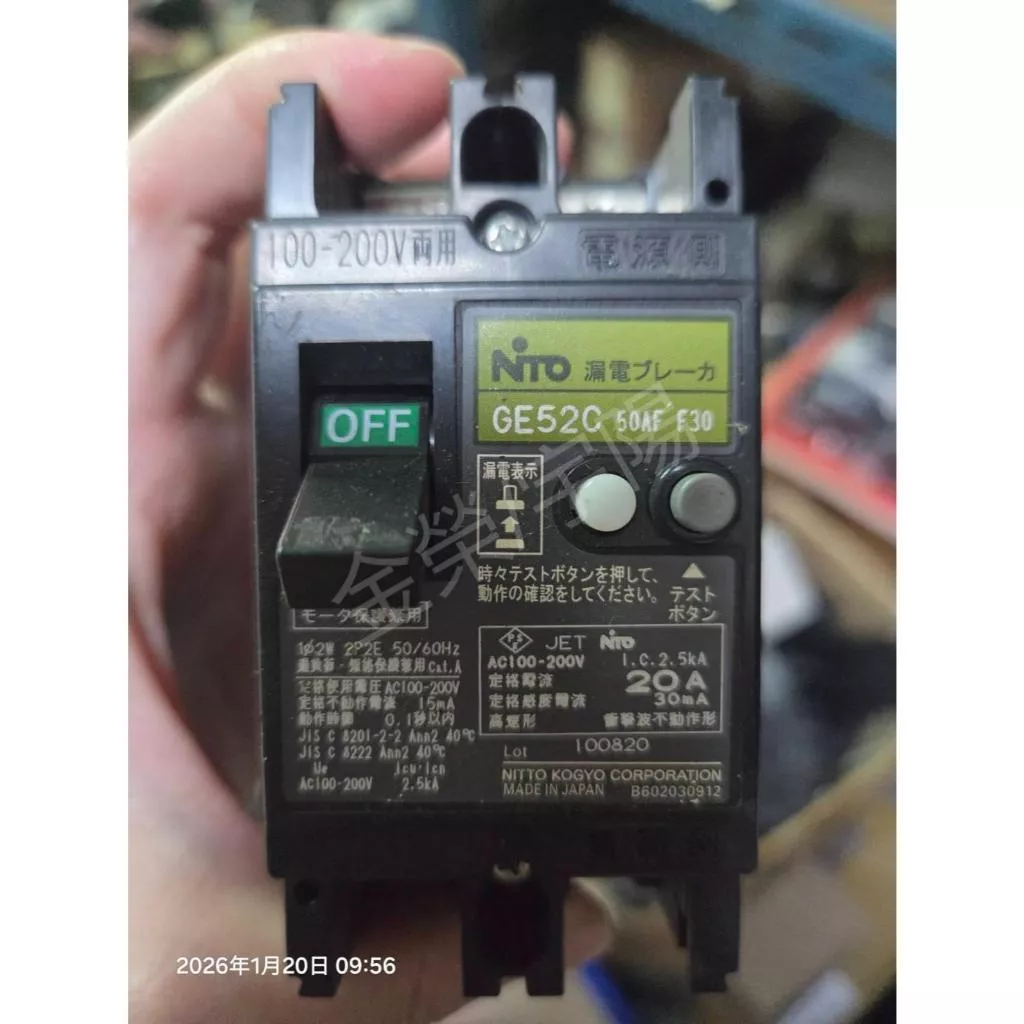 100-200V両用 電源側
NITO 漏電ブレーカ
OFF
GE52C 50AF F30
漏電表示
時々テストボタンを押して、
動作の確認をしてください。
テスト
ボタン
モータ保護兼用
1φ2W 2P2E 50/60Hz
過負荷・短絡保護兼用 Cat.A
定格使用電圧 AC100-200V
定格不動作電流 15mA
動作時間 0.1秒以内
JIS C 8201-2-2 Ann2 40℃
JIS C 8222 Ann2 40℃
Ue Icu・Icn
AC100-200V 2.5kA
PSE JET NITO
AC100-200V I.C.2.5kA
定格電流 20A
定格感度電流 30mA
高速形 衝撃波不動作形
Lot 100820
NITTO KOGYO CORPORATION
MADE IN JAPAN B602030912
金榮洋陽
2026年1月20日 09:56